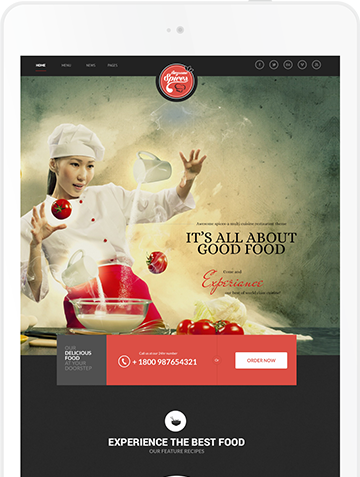 HOME MENU NEWS PAGES
Spices
Awesome spices a multi cuisine restaurant theme
IT'S ALL ABOUT
GOOD FOOD
Come and
Experience
our best of world class cuisine
OUR
DELICIOUS
FOOD
AT YOUR
DOORSTEP
Call us at our 24hr number
+ 1800 987654321
Or
ORDER NOW
EXPERIENCE THE BEST FOOD
OUR FEATURE RECIPES